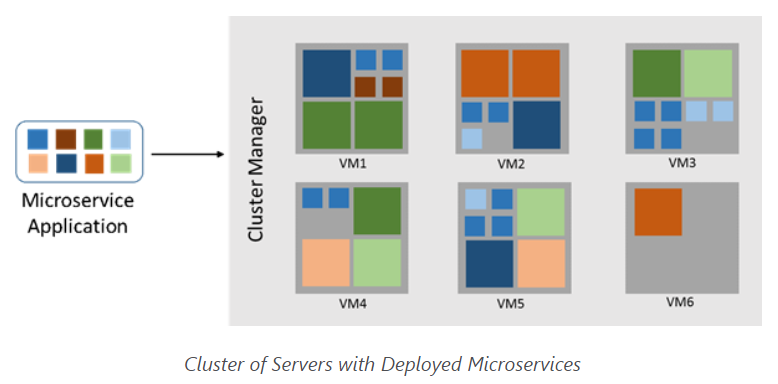 Microservice
Application
Cluster Manager
VM1
VM2
VM3
VM4
VM5
VM6
Cluster of Servers with Deployed Microservices